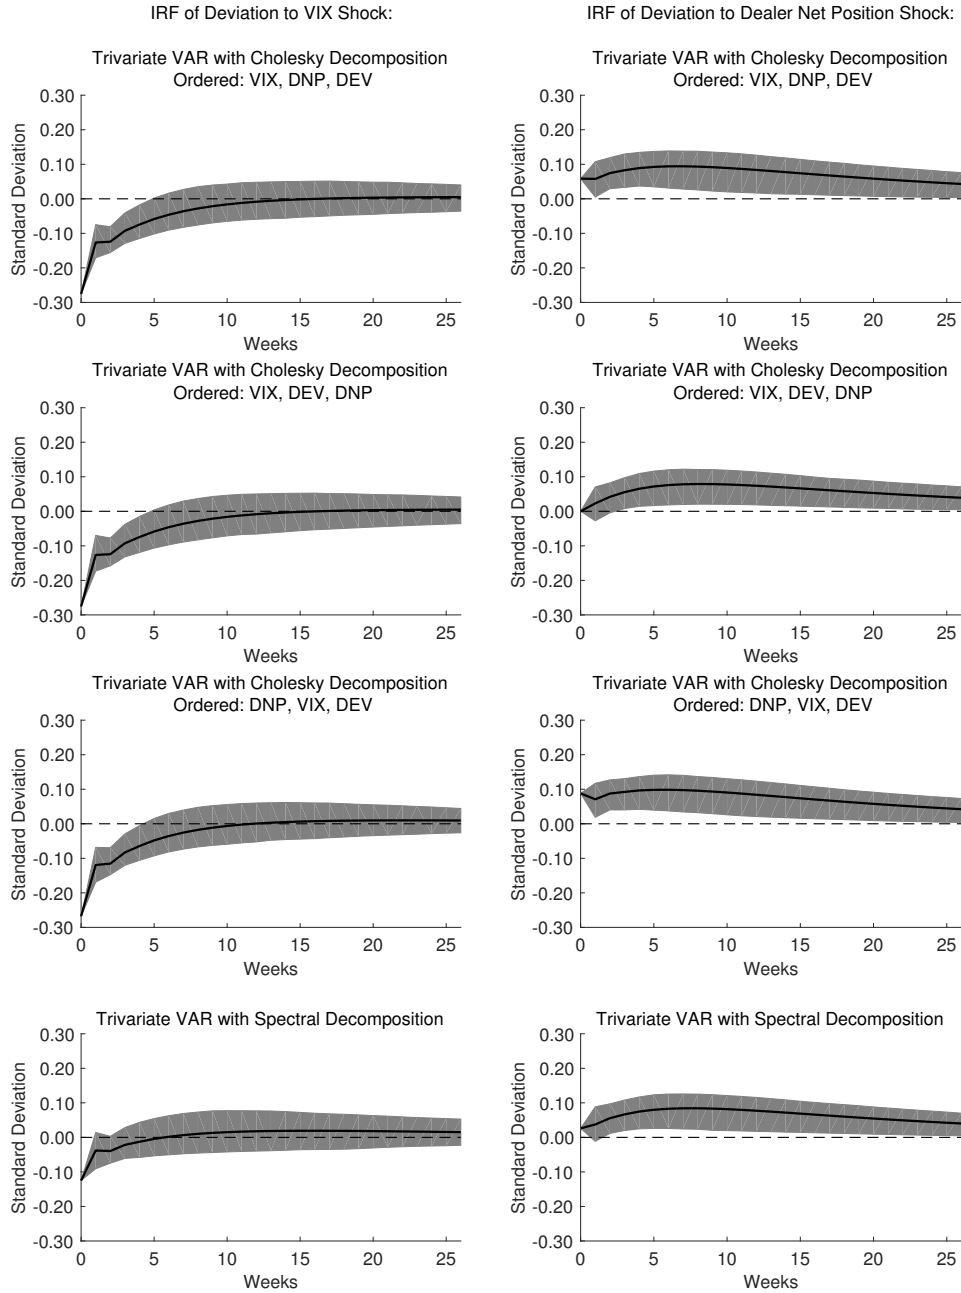 IRF of Deviation to VIX Shock:
IRF of Deviation to Dealer Net Position Shock:
Trivariate VAR with Cholesky Decomposition
Ordered: VIX, DNP, DEV
Standard Deviation
0.30
0.20
0.10
0.00
-0.10
-0.20
-0.30
0 5 10 15 20 25
Weeks
Trivariate VAR with Cholesky Decomposition
Ordered: VIX, DNP, DEV
Standard Deviation
0.30
0.20
0.10
0.00
-0.10
-0.20
-0.30
0 5 10 15 20 25
Weeks
Trivariate VAR with Cholesky Decomposition
Ordered: VIX, DEV, DNP
Standard Deviation
0.30
0.20
0.10
0.00
-0.10
-0.20
-0.30
0 5 10 15 20 25
Weeks
Trivariate VAR with Cholesky Decomposition
Ordered: VIX, DEV, DNP
Standard Deviation
0.30
0.20
0.10
0.00
-0.10
-0.20
-0.30
0 5 10 15 20 25
Weeks
Trivariate VAR with Cholesky Decomposition
Ordered: DNP, VIX, DEV
Standard Deviation
0.30
0.20
0.10
0.00
-0.10
-0.20
-0.30
0 5 10 15 20 25
Weeks
Trivariate VAR with Cholesky Decomposition
Ordered: DNP, VIX, DEV
Standard Deviation
0.30
0.20
0.10
0.00
-0.10
-0.20
-0.30
0 5 10 15 20 25
Weeks
Trivariate VAR with Spectral Decomposition
Standard Deviation
0.30
0.20
0.10
0.00
-0.10
-0.20
-0.30
0 5 10 15 20 25
Weeks
Trivariate VAR with Spectral Decomposition
Standard Deviation
0.30
0.20
0.10
0.00
-0.10
-0.20
-0.30
0 5 10 15 20 25
Weeks